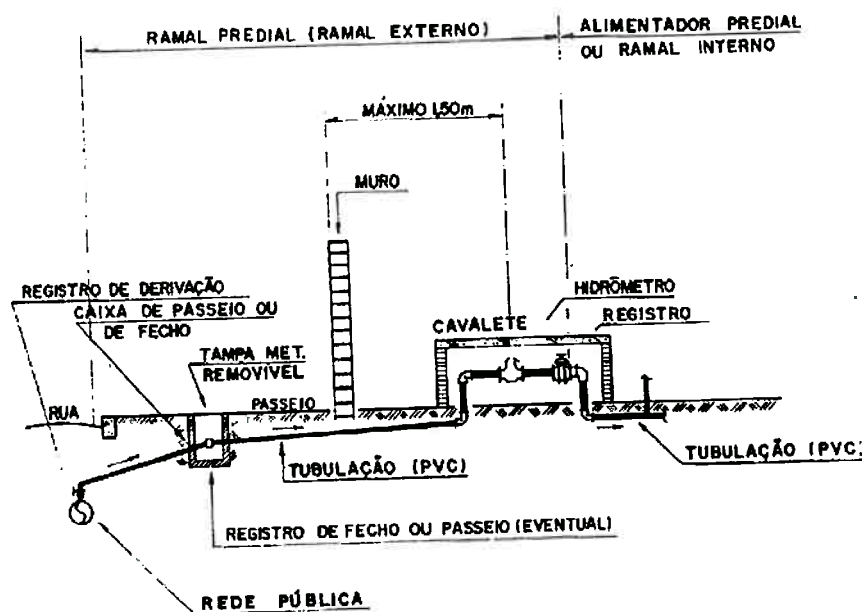 RAMAL PREDIAL (RAMAL EXTERNO)
ALIMENTADOR PREDIAL
OU RAMAL INTERNO
MÁXIMO 1,50m
MURO
REGISTRO DE DERIVAÇÃO
CAIXA DE PASSEIO OU
DE FECHO
HIDRÔMETRO
CAVALETE
REGISTRO
TAMPA MET.
REMOVÍVEL
RUA
PASSEIO
TUBULAÇÃO (PVC)
TUBULAÇÃO (PVC)
REGISTRO DE FECHO OU PASSEIO (EVENTUAL)
REDE PÚBLICA